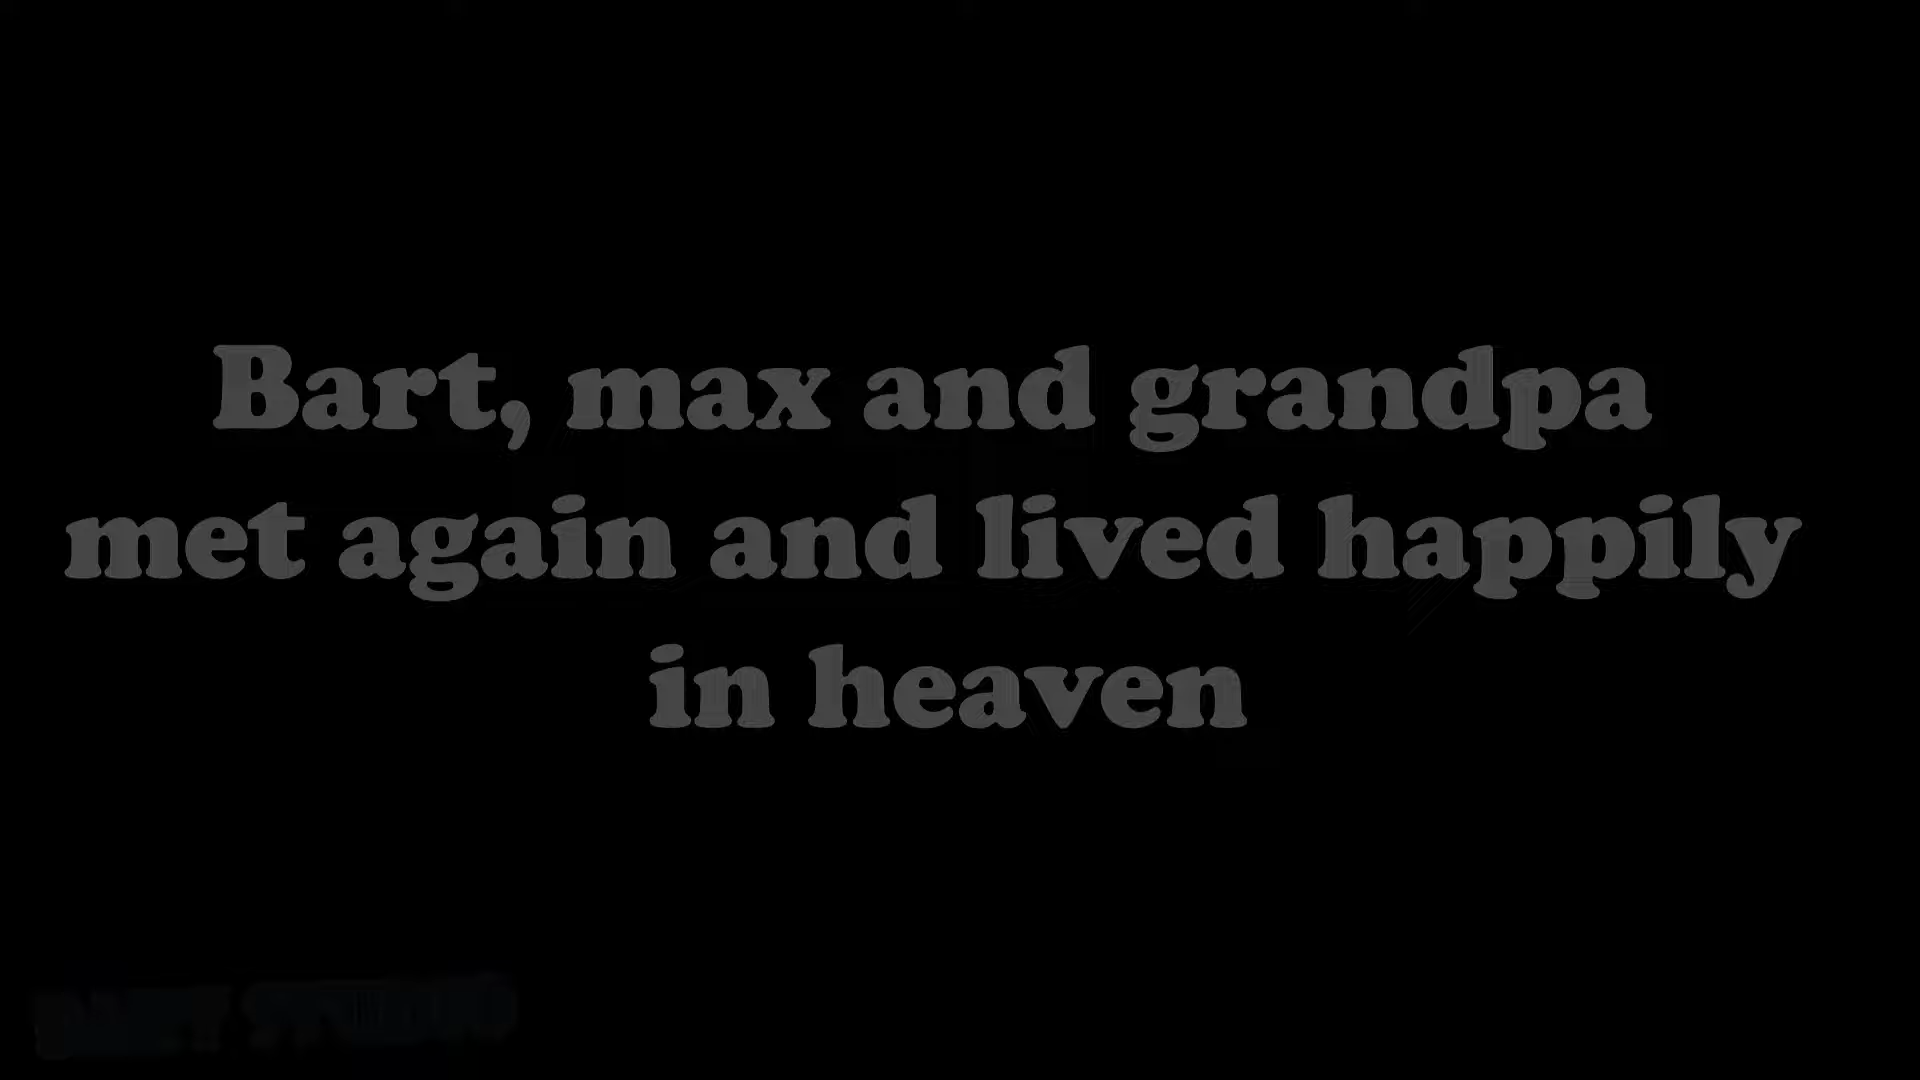 Bart, max and grandpa
met again and lived happily
in heaven